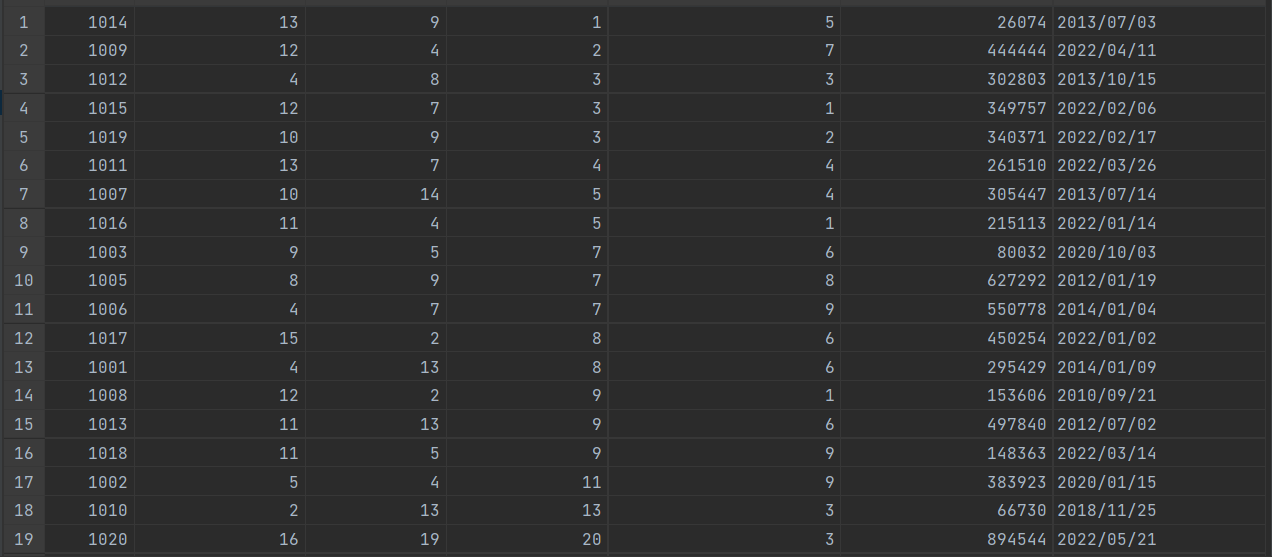 1 1014 13 9 1 5 26074 2013/07/03
2 1009 12 4 2 7 444444 2022/04/11
3 1012 4 8 3 3 302803 2013/10/15
4 1015 12 7 3 1 349757 2022/02/06
5 1019 10 9 3 2 340371 2022/02/17
6 1011 13 7 4 4 261510 2022/03/26
7 1007 10 14 5 4 305447 2013/07/14
8 1016 11 4 5 1 215113 2022/01/14
9 1003 9 5 7 6 80032 2020/10/03
10 1005 8 9 7 8 627292 2012/01/19
11 1006 4 7 7 9 550778 2014/01/04
12 1017 15 2 8 6 450254 2022/01/02
13 1001 4 13 8 6 295429 2014/01/09
14 1008 12 2 9 1 153606 2010/09/21
15 1013 11 13 9 6 497840 2012/07/02
16 1018 11 5 9 9 148363 2022/03/14
17 1002 5 4 11 9 383923 2020/01/15
18 1010 2 13 13 3 66730 2018/11/25
19 1020 16 19 20 3 894544 2022/05/21